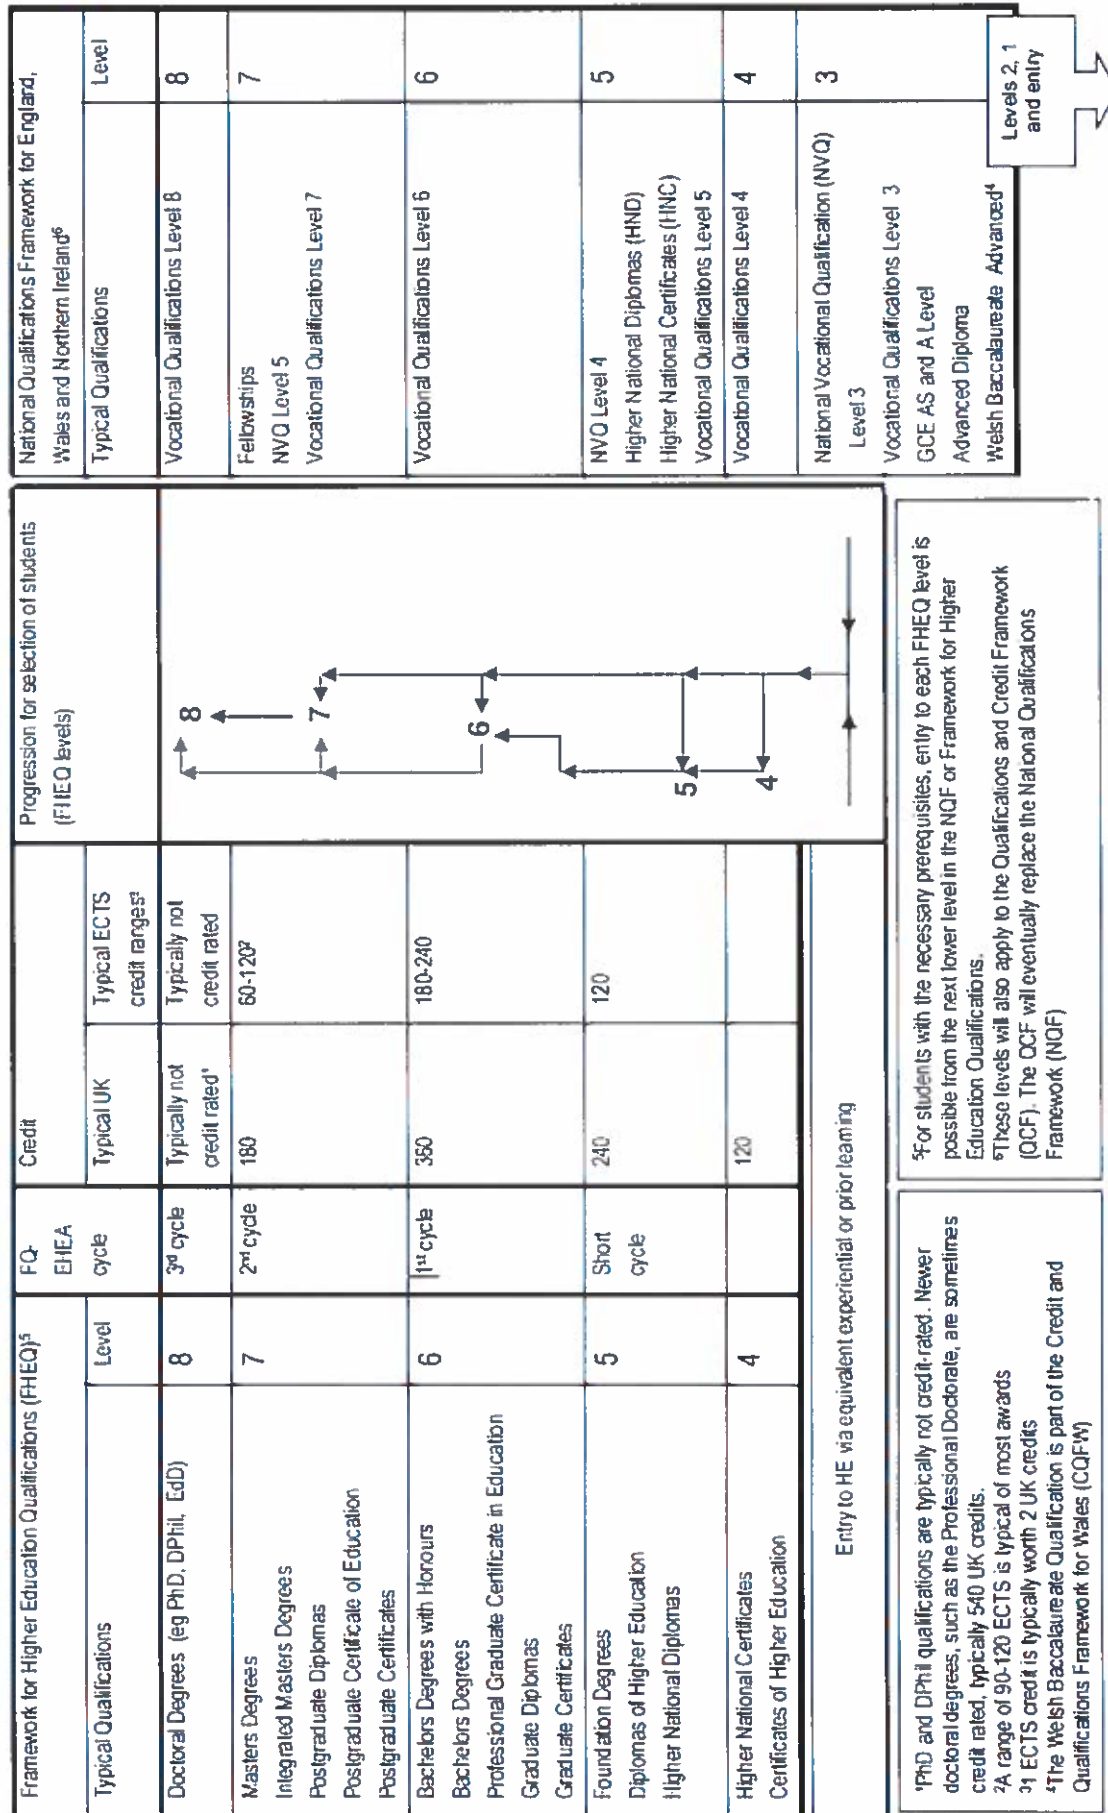 Framework for Higher Education Qualifications (FHEQ)⁵
Typical Qualifications
Level
FQ-
EHEA
cycle
Credit
Typical UK
Typical ECTS
credit ranges³
Progression for selection of students
(FHEQ levels)
National Qualifications Framework for England,
Wales and Northern Ireland⁶
Typical Qualifications
Level
Doctoral Degrees (eg PhD, DPhil, EdD)
8
3rd cycle
Typically not
credit rated¹
Typically not
credit rated
Vocational Qualifications Level 8
8
Masters Degrees
Integrated Masters Degrees
Postgraduate Diplomas
Postgraduate Certificate of Education
Postgraduate Certificates
7
2nd cycle
180
60-120²
Fellowships
NVQ Level 5
Vocational Qualifications Level 7
7
Bachelors Degrees with Honours
Bachelors Degrees
Professional Graduate Certificate in Education
Graduate Diplomas
Graduate Certificates
6
1st cycle
360
180-240
Vocational Qualifications Level 6
6
Foundation Degrees
Diplomas of Higher Education
Higher National Diplomas
5
Short
cycle
240
120
NVQ Level 4
Higher National Diplomas (HND)
Higher National Certificates (HNC)
Vocational Qualifications Level 5
5
Higher National Certificates
Certificates of Higher Education
4
120
Vocational Qualifications Level 4
4
8
7
6
5
4
Entry to HE via equivalent experiential or prior learning
National Vocational Qualification (NVQ)
Level 3
Vocational Qualifications Level 3
GCE AS and A Level
Advanced Diploma
Welsh Baccalaureate Advanced⁴
3
Levels 2, 1
and entry
¹PhD and DPhil qualifications are typically not credit-rated. Newer
doctoral degrees, such as the Professional Doctorate, are sometimes
credit rated, typically 540 UK credits.
²A range of 90-120 ECTS is typical of most awards
³1 ECTS credit is typically worth 2 UK credits
⁴The Welsh Baccalaureate Qualification is part of the Credit and
Qualifications Framework for Wales (CQFW)
⁵For students with the necessary prerequisites, entry to each FHEQ level is
possible from the next lower level in the NQF or Framework for Higher
Education Qualifications.
⁶These levels will also apply to the Qualifications and Credit Framework
(QCF). The QCF will eventually replace the National Qualifications
Framework (NQF)